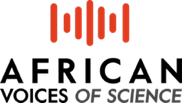 AFRICAN
VOICES OF SCIENCE